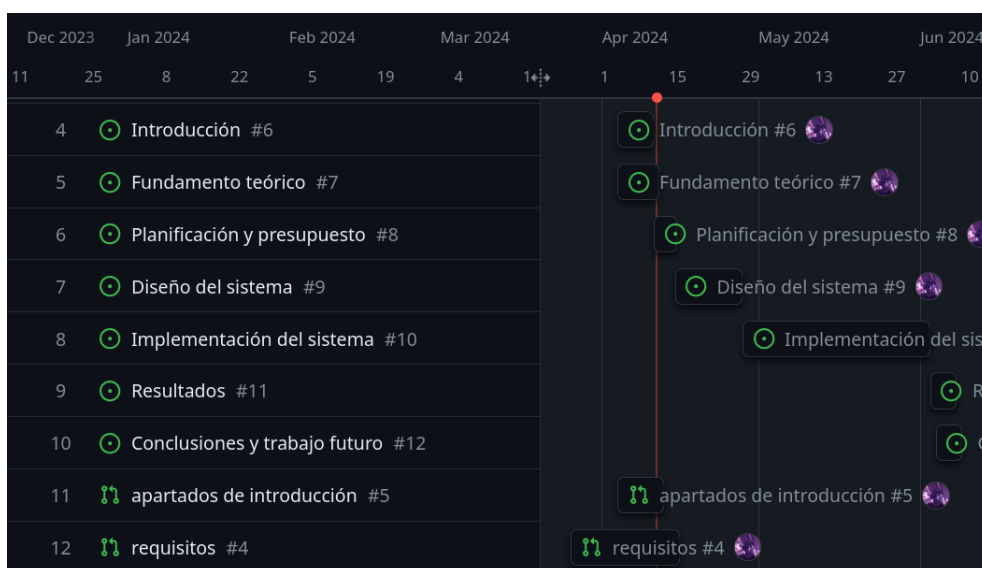 Dec 2023 Jan 2024 Feb 2024 Mar 2024 Apr 2024 May 2024 Jun 2024
11 25 8 22 5 19 4 1 1 15 29 13 27 10
4 Introducción #6 Introducción #6
5 Fundamento teórico #7 Fundamento teórico #7
6 Planificación y presupuesto #8 Planificación y presupuesto #8
7 Diseño del sistema #9 Diseño del sistema #9
8 Implementación del sistema #10 Implementación del sis
9 Resultados #11 R
10 Conclusiones y trabajo futuro #12
11 apartados de introducción #5 apartados de introducción #5
12 requisitos #4 requisitos #4